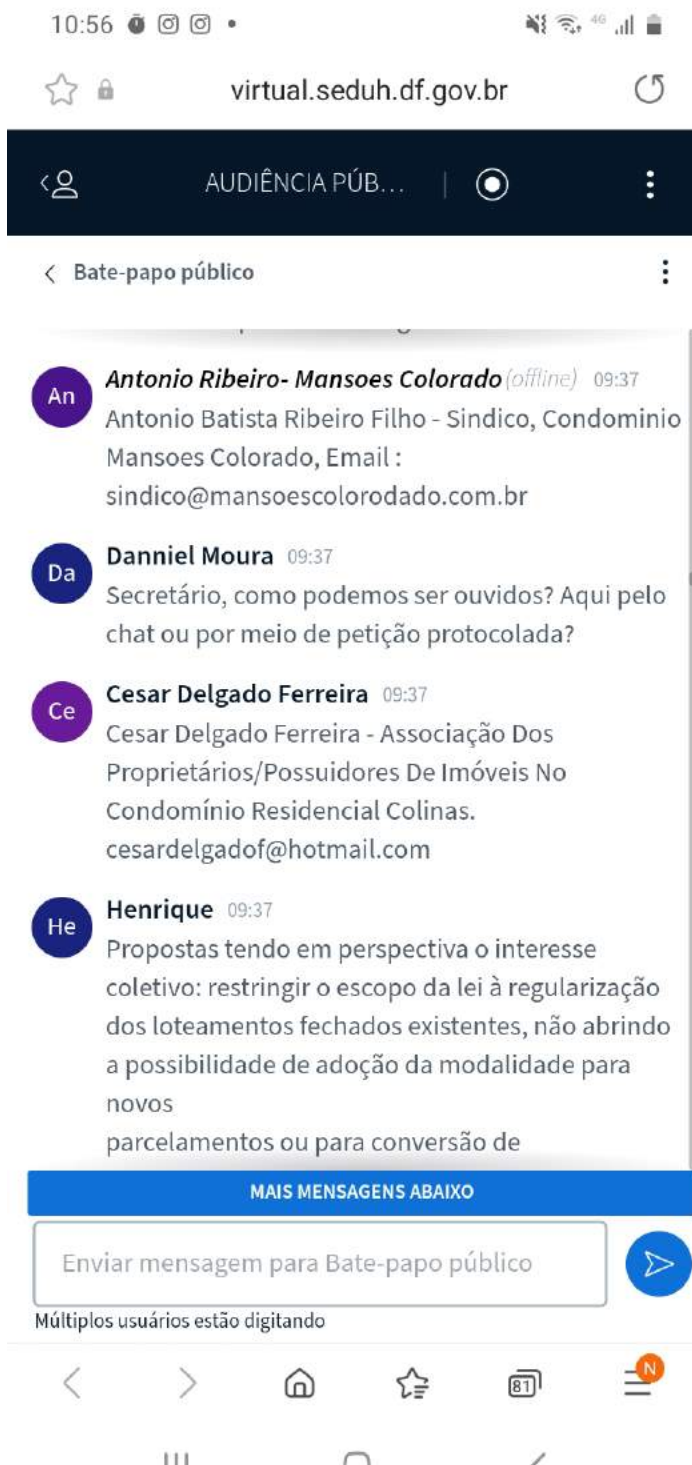 10:56
4G
virtual.seduh.df.gov.br
AUDIÊNCIA PÚB... |
Bate-papo público
An
Antonio Ribeiro- Mansoes Colorado (offline) 09:37
Antonio Batista Ribeiro Filho - Sindico, Condominio
Mansoes Colorado, Email :
sindico@mansoescolorodado.com.br
Da
Danniel Moura 09:37
Secretário, como podemos ser ouvidos? Aqui pelo
chat ou por meio de petição protocolada?
Ce
Cesar Delgado Ferreira 09:37
Cesar Delgado Ferreira - Associação Dos
Proprietários/Possuidores De Imóveis No
Condomínio Residencial Colinas.
cesardelgadof@hotmail.com
He
Henrique 09:37
Propostas tendo em perspectiva o interesse
coletivo: restringir o escopo da lei à regularização
dos loteamentos fechados existentes, não abrindo
a possibilidade de adoção da modalidade para
novos
parcelamentos ou para conversão de
MAIS MENSAGENS ABAIXO
Enviar mensagem para Bate-papo público
Múltiplos usuários estão digitando
81
N